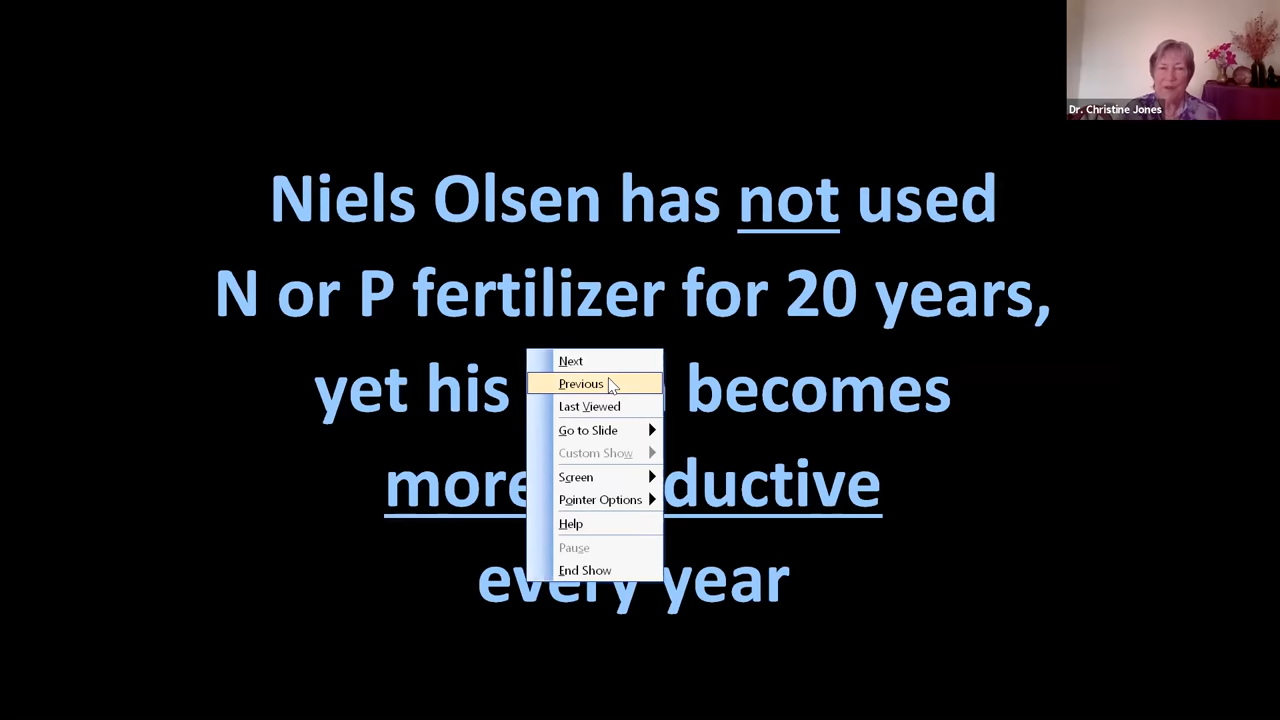 Dr. Christine Jones
Niels Olsen has not used
N or P fertilizer for 20 years,
yet his becomes
more ductive
every year
Next
Previous
Last Viewed
Go to Slide
Custom Show
Screen
Pointer Options
Help
Pause
End Show